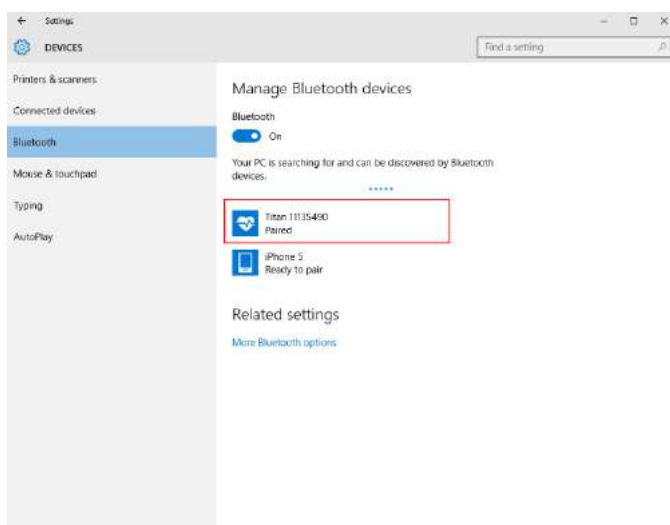 Settings
DEVICES
Find a setting
Printers & scanners
Connected devices
Bluetooth
Mouse & touchpad
Typing
AutoPlay
Manage Bluetooth devices
Bluetooth
On
Your PC is searching for and can be discovered by Bluetooth
devices.
Titan 11135490
Paired
iPhone 5
Ready to pair
Related settings
More Bluetooth options